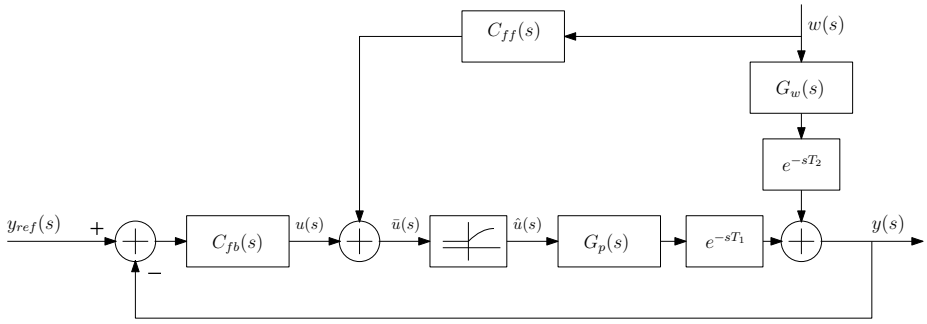 C_{ff}(s)
w(s)
G_w(s)
e^{-sT_2}
y_{ref}(s)
+
C_{fb}(s)
u(s)
ū(s)
û(s)
G_p(s)
e^{-sT_1}
y(s)
−